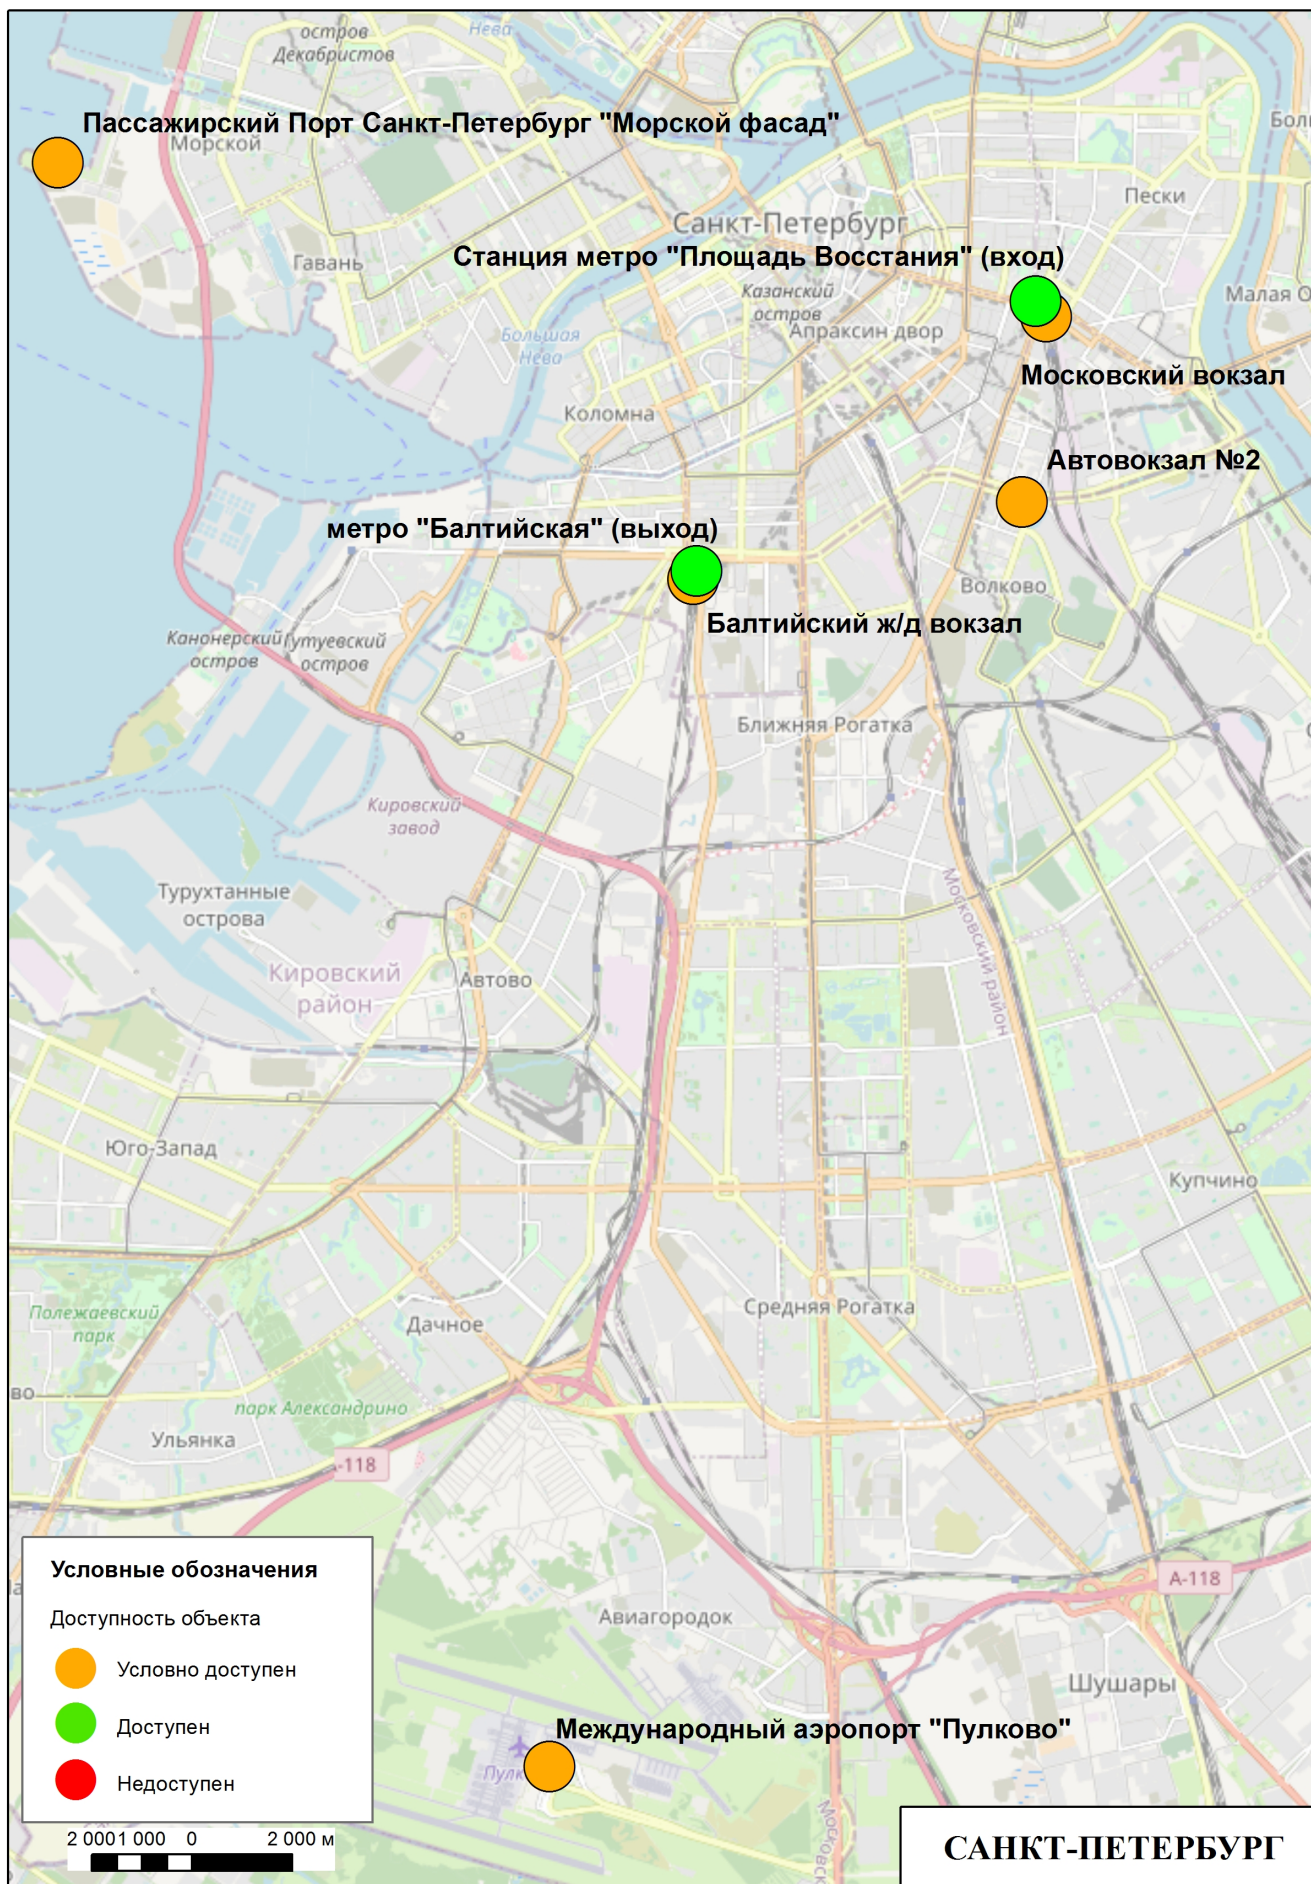 остров
Декабристов
Нева
Пассажирский Порт Санкт-Петербург "Морской фасад"
Морской
Пески
Санкт-Петербург
Станция метро "Площадь Восстания" (вход)
Гавань
Казанский
остров
Малая О
Большая
Нева
Апраксин двор
Московский вокзал
Коломна
Автовокзал №2
метро "Балтийская" (выход)
Волково
Балтийский ж/д вокзал
Канонерский
остров
Гутуевский
остров
Ближняя Рогатка
Кировский
завод
Турухтанные
острова
Московский район
Кировский
район
Автово
Юго-Запад
Купчино
Полежаевский
парк
Дачное
Средняя Рогатка
во
парк Александрино
Ульянка
-118
А-118
Условные обозначения
Доступность объекта
Условно доступен
Доступен
Недоступен
Авиагородок
Шушары
Международный аэропорт "Пулково"
Пулк
Московск
2 000 1 000 0 2 000 м
САНКТ-ПЕТЕРБУРГ